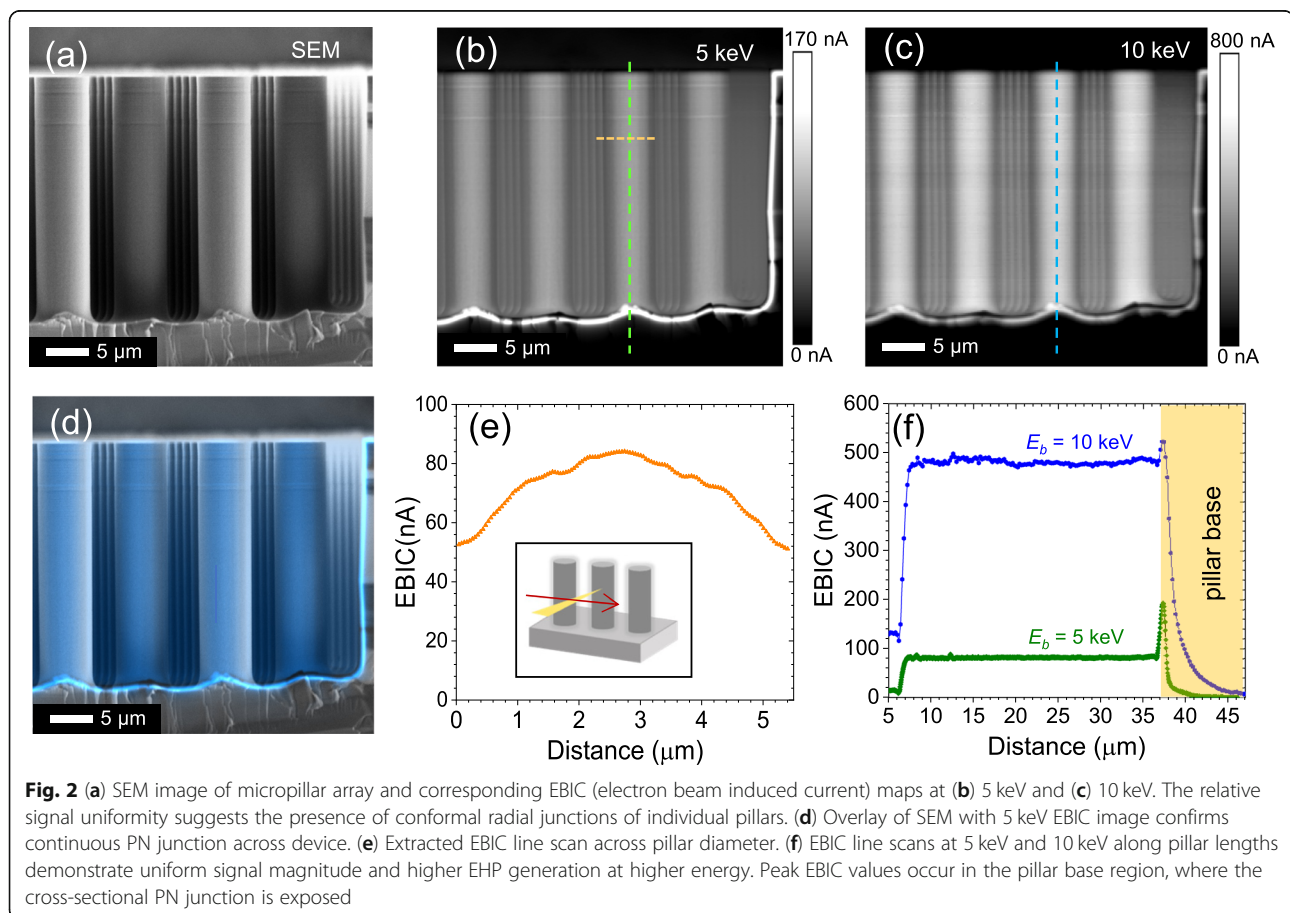 (a)
SEM
5 μm
(b)
5 keV
5 μm
170 nA
0 nA
(c)
10 keV
5 μm
800 nA
0 nA
(d)
5 μm
(e)
100
80
60
40
20
0
EBIC(nA)
0 1 2 3 4 5
Distance (μm)
(f)
600
500
400
300
200
100
0
EBIC (nA)
E_b = 10 keV
E_b = 5 keV
pillar base
5 10 15 20 25 30 35 40 45
Distance (μm)
Fig. 2 (a) SEM image of micropillar array and corresponding EBIC (electron beam induced current) maps at (b) 5 keV and (c) 10 keV. The relative
signal uniformity suggests the presence of conformal radial junctions of individual pillars. (d) Overlay of SEM with 5 keV EBIC image confirms
continuous PN junction across device. (e) Extracted EBIC line scan across pillar diameter. (f) EBIC line scans at 5 keV and 10 keV along pillar lengths
demonstrate uniform signal magnitude and higher EHP generation at higher energy. Peak EBIC values occur in the pillar base region, where the
cross-sectional PN junction is exposed